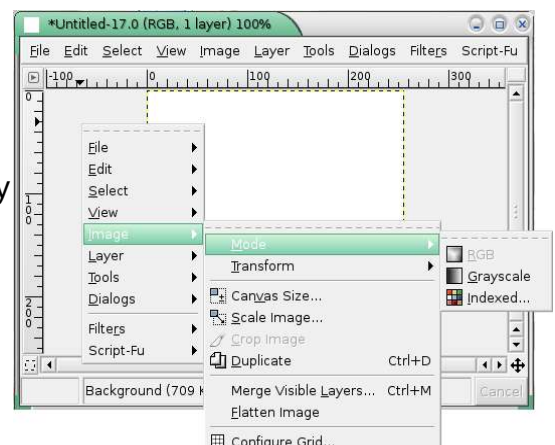 *Untitled-17.0 (RGB, 1 layer) 100%
File Edit Select View Image Layer Tools Dialogs Filters Script-Fu
-100 0 100 200 300
0
100
200
y
File
Edit
Select
View
Image
Layer
Tools
Dialogs
Filters
Script-Fu
Mode
Transform
Canvas Size...
Scale Image...
Crop Image
Duplicate Ctrl+D
Merge Visible Layers... Ctrl+M
Flatten Image
Configure Grid...
RGB
Grayscale
Indexed...
Background (709 Cancel